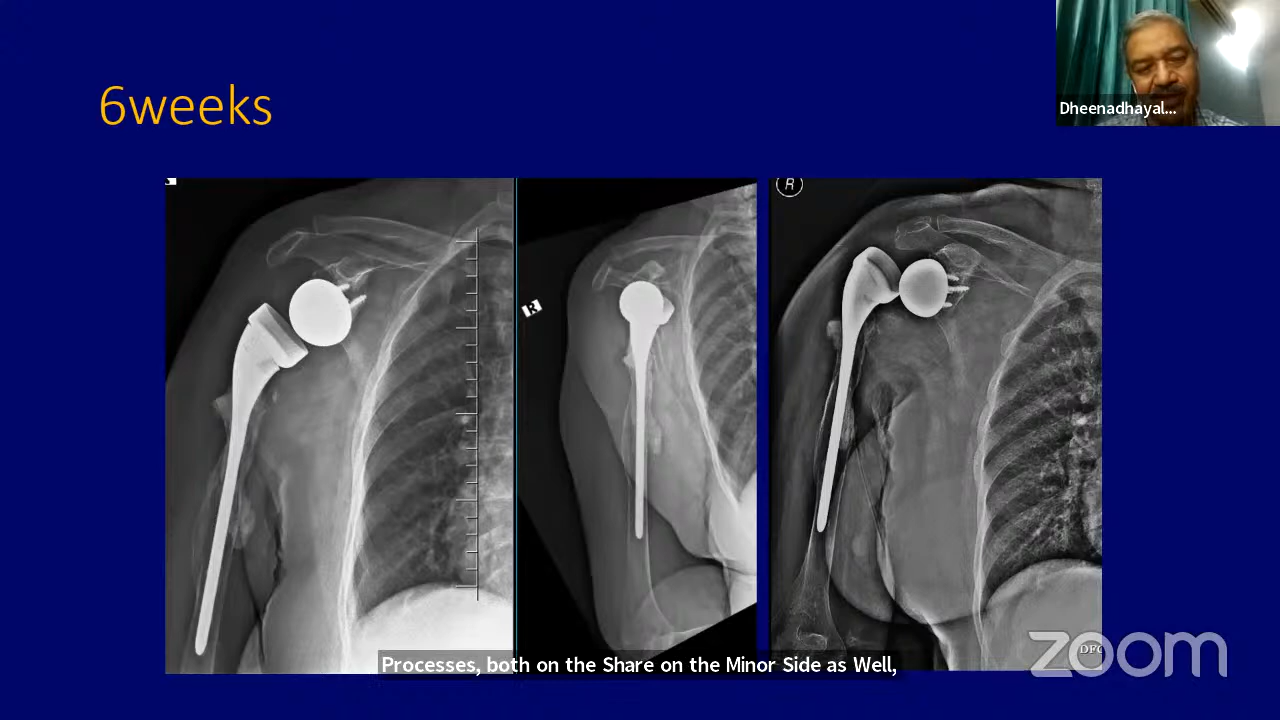 6weeks
Dheenadhayal...
R
R
Processes, both on the Share on the Minor Side as Well,
zoom